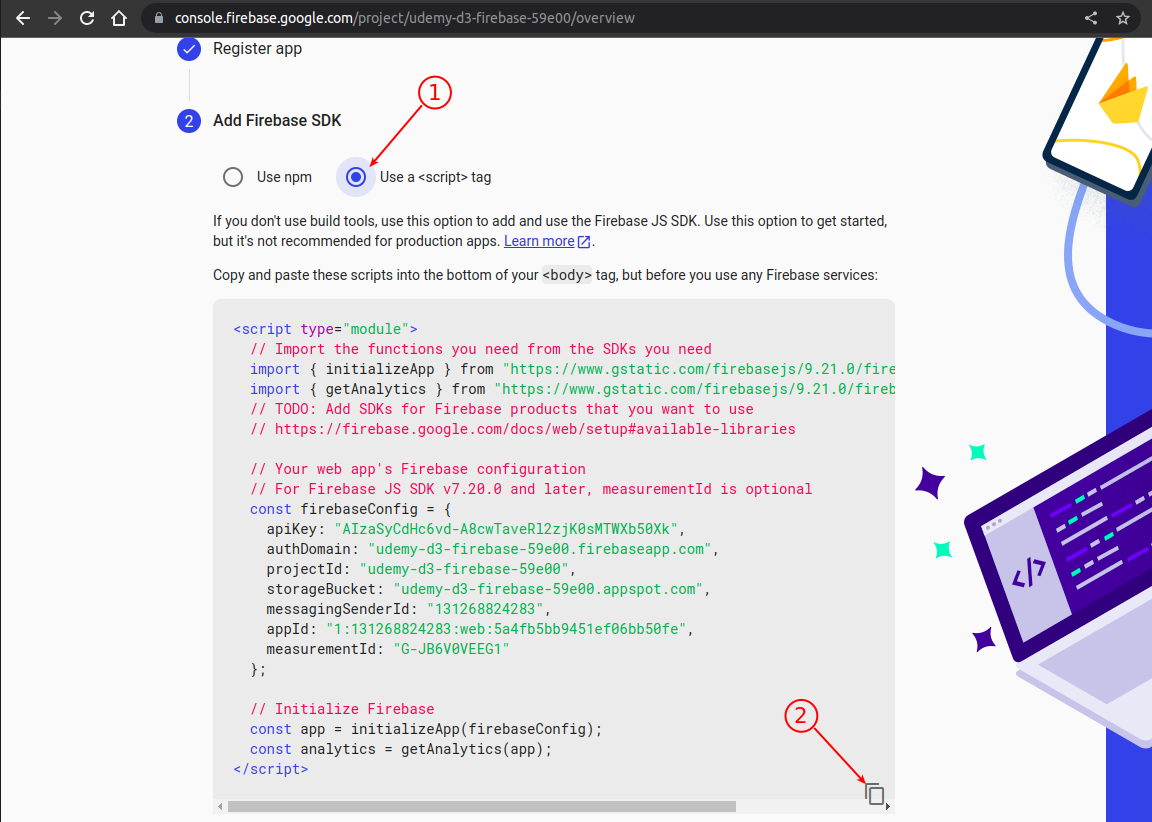 console.firebase.google.com/project/udemy-d3-firebase-59e00/overview
Register app
1
2 Add Firebase SDK
Use npm Use a <script> tag
If you don't use build tools, use this option to add and use the Firebase JS SDK. Use this option to get started,
but it's not recommended for production apps. Learn more.
Copy and paste these scripts into the bottom of your <body> tag, but before you use any Firebase services:
<script type="module">
// Import the functions you need from the SDKs you need
import { initializeApp } from "https://www.gstatic.com/firebasejs/9.21.0/fire
import { getAnalytics } from "https://www.gstatic.com/firebasejs/9.21.0/fireb
// TODO: Add SDKs for Firebase products that you want to use
// https://firebase.google.com/docs/web/setup#available-libraries
// Your web app's Firebase configuration
// For Firebase JS SDK v7.20.0 and later, measurementId is optional
const firebaseConfig = {
apiKey: "AIzaSyCdHc6vd-A8cwTaveRl2zjK0sMTWXb50Xk",
authDomain: "udemy-d3-firebase-59e00.firebaseapp.com",
projectId: "udemy-d3-firebase-59e00",
storageBucket: "udemy-d3-firebase-59e00.appspot.com",
messagingSenderId: "131268824283",
appId: "1:131268824283:web:5a4fb5bb9451ef06bb50fe",
measurementId: "G-JB6V0VEEG1"
};
// Initialize Firebase
const app = initializeApp(firebaseConfig);
const analytics = getAnalytics(app);
</script>
2
</>